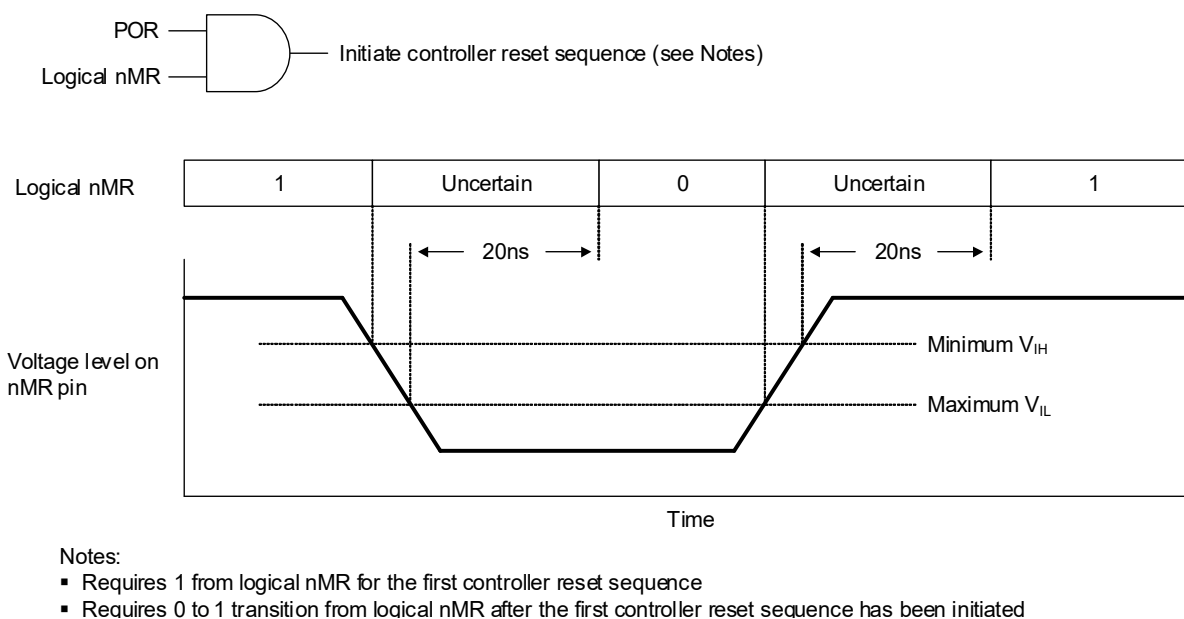 POR
Logical nMR
Initiate controller reset sequence (see Notes)
Logical nMR
1
Uncertain
0
Uncertain
1
20ns
20ns
Voltage level on
nMR pin
Minimum VIH
Maximum VIL
Time
Notes:
▪ Requires 1 from logical nMR for the first controller reset sequence
▪ Requires 0 to 1 transition from logical nMR after the first controller reset sequence has been initiated